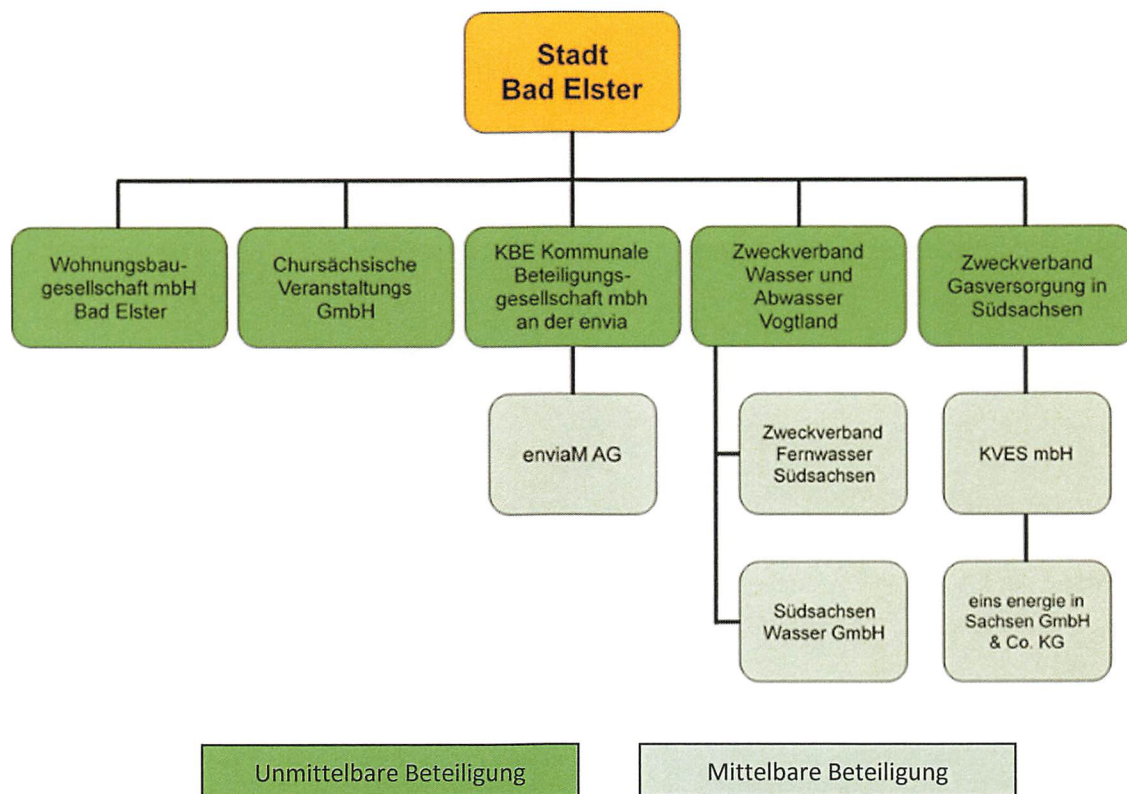 Stadt
Bad Elster
Wohnungsbau-
gesellschaft mbH
Bad Elster
Chursächsische
Veranstaltungs
GmbH
KBE Kommunale
Beteiligungs-
gesellschaft mbh
an der envia
Zweckverband
Wasser und
Abwasser
Vogtland
Zweckverband
Gasversorgung in
Südsachsen
enviaM AG
Zweckverband
Fernwasser
Südsachsen
KVES mbH
Südsachsen
Wasser GmbH
eins energie in
Sachsen GmbH
& Co. KG
Unmittelbare Beteiligung
Mittelbare Beteiligung